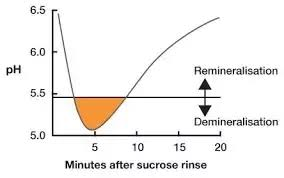 6.5
6.0
pH
5.5
5.0
Remineralisation
Demineralisation
5 10 15 20
Minutes after sucrose rinse